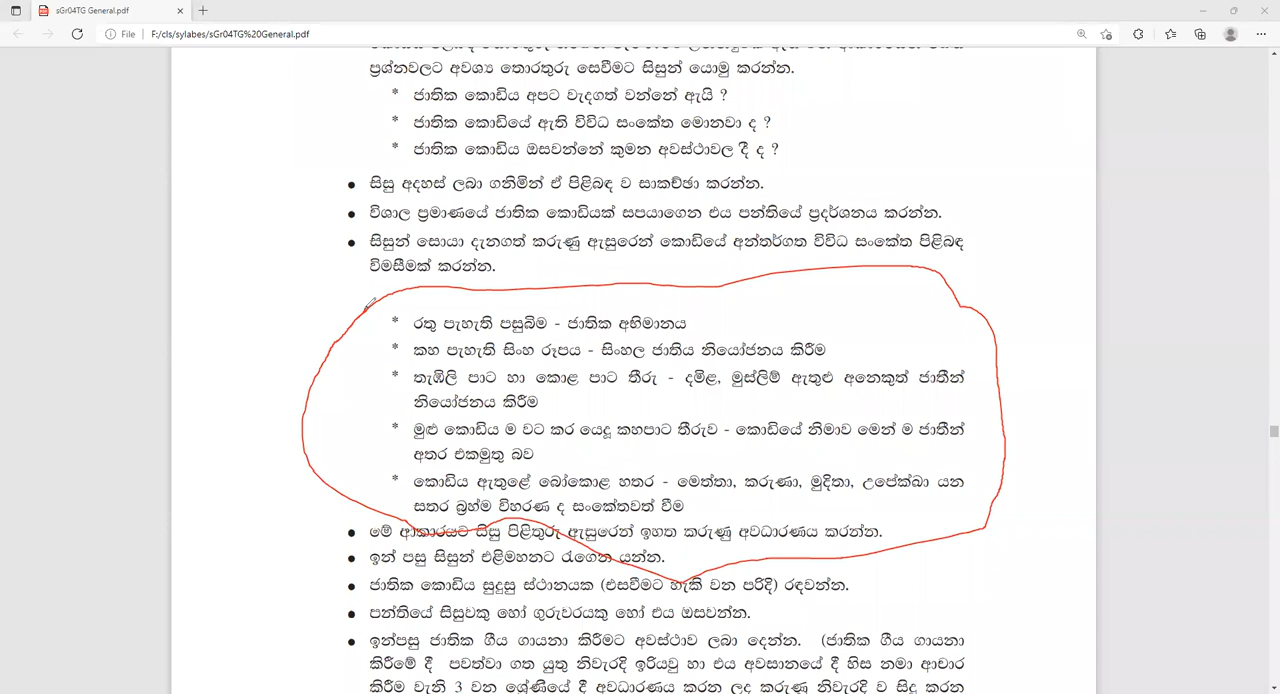 sGr04TG General.pdf
File
F:/cls/sylabes/sGr04TG%20General.pdf
ප්‍රශ්නවලට අවශ්‍ය තොරතුරු සෙවීමට සිසුන් යොමු කරන්න.
* ජාතික කොඩිය අපට වැදගත් වන්නේ ඇයි ?
* ජාතික කොඩියේ ඇති විවිධ සංකේත මොනවා ද ?
* ජාතික කොඩිය ඔසවන්නේ කුමන අවස්ථාවල දී ද ?
● සිසු අදහස් ලබා ගනිමින් ඒ පිළිබඳ ව සාකච්ඡා කරන්න.
● විශාල ප්‍රමාණයේ ජාතික කොඩියක් සපයාගෙන එය පන්තියේ ප්‍රදර්ශනය කරන්න.
● සිසුන් සොයා දැනගත් කරුණු ඇසුරෙන් කොඩියේ අන්තර්ගත විවිධ සංකේත පිළිබඳ
විමසීමක් කරන්න.
* රතු පැහැති පසුබිම - ජාතික අභිමානය
* කහ පැහැති සිංහ රූපය - සිංහල ජාතිය නියෝජනය කිරීම
* තැඹිලි පාට හා කොළ පාට තීරු - දමිළ, මුස්ලිම් ඇතුළු අනෙකුත් ජාතීන්
නියෝජනය කිරීම
* මුළු කොඩිය ම වට කර යෙදූ කහපාට තීරුව - කොඩියේ නිමාව මෙන් ම ජාතීන්
අතර එකමුතු බව
* කොඩිය ඇතුළේ බෝකොළ හතර - මෙත්තා, කරුණා, මුදිතා, උපේක්ඛා යන
සතර බ්‍රහ්ම විහරණ ද සංකේතවත් වීම
● මේ ආකාරයට සිසු පිළිතුරු ඇසුරෙන් ඉහත කරුණු අවධාරණය කරන්න.
● ඉන් පසු සිසුන් එළිමහනට රැගෙන යන්න.
● ජාතික කොඩිය සුදුසු ස්ථානයක (එසවීමට හැකි වන පරිදි) රඳවන්න.
● පන්තියේ සිසුවකු හෝ ගුරුවරයකු හෝ එය ඔසවන්න.
● ඉන්පසු ජාතික ගීය ගායනා කිරීමට අවස්ථාව ලබා දෙන්න. (ජාතික ගීය ගායනා
කිරීමේ දී පවත්වා ගත යුතු නිවැරදි ඉරියවු හා එය අවසානයේ දී හිස නමා ආචාර
කිරීම වැනි 3 වන ශ්‍රේණියේ දී අවධාරණය කරන ලද කරුණු නිවැරදි ව සිදු කරන